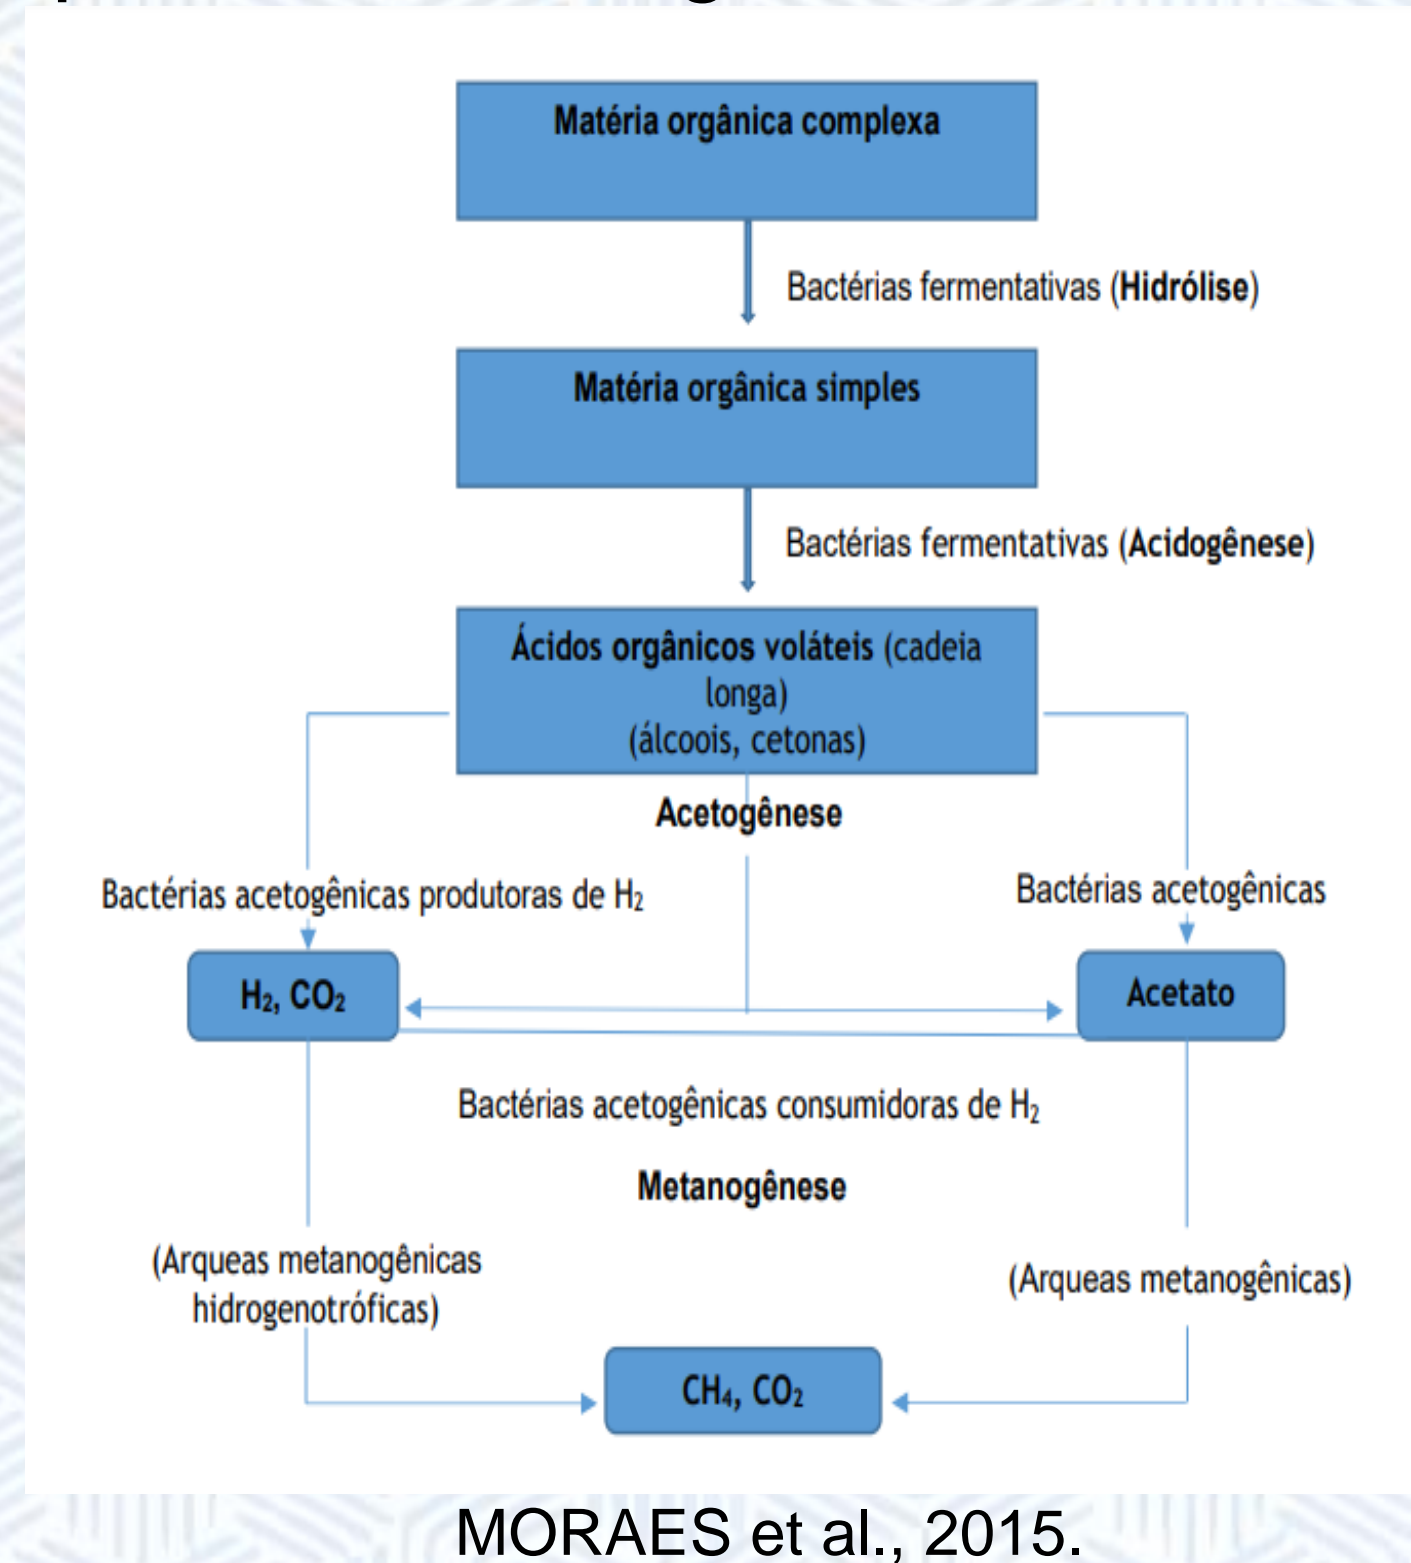 Matéria orgânica complexa
Bactérias fermentativas (Hidrólise)
Matéria orgânica simples
Bactérias fermentativas (Acidogênese)
Ácidos orgânicos voláteis (cadeia
longa)
(álcoois, cetonas)
Acetogênese
Bactérias acetogênicas produtoras de H₂
Bactérias acetogênicas
H₂, CO₂
Acetato
Bactérias acetogênicas consumidoras de H₂
Metanogênese
(Arqueas metanogênicas
hidrogenotróficas)
(Arqueas metanogênicas)
CH₄, CO₂
MORAES et al., 2015.